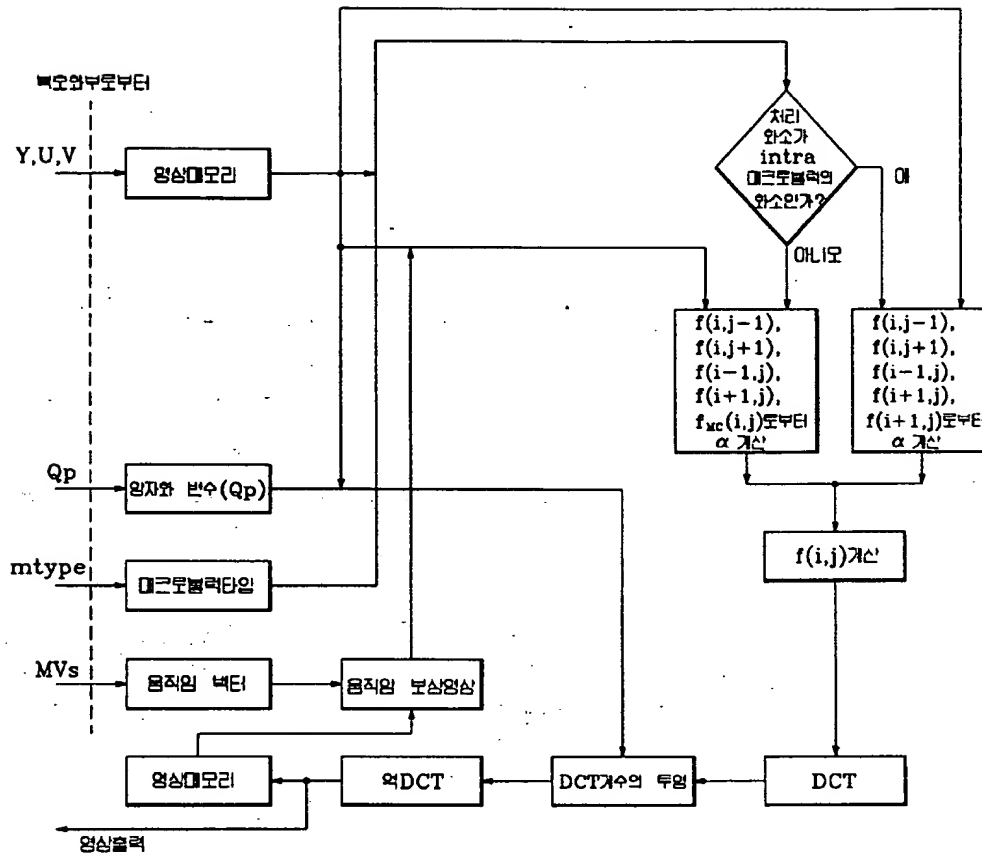 복호화부로부터
Y,U,V
영상메모리
처리
화소가
intra
매크로블럭의
화소인가?
예
아니오
f(i,j-1),
f(i,j+1),
f(i-1,j),
f(i+1,j),
fMC(i,j)로부터
α 계산
f(i,j-1),
f(i,j+1),
f(i-1,j),
f(i+1,j),
f(i+1,j)로부터
α 계산
Qp
양자화 변수(Qp)
f(i,j)계산
mtype
매크로블럭타입
MVs
움직임 벡터
움직임 보상영상
영상메모리
역DCT
DCT계수의 투영
DCT
영상출력